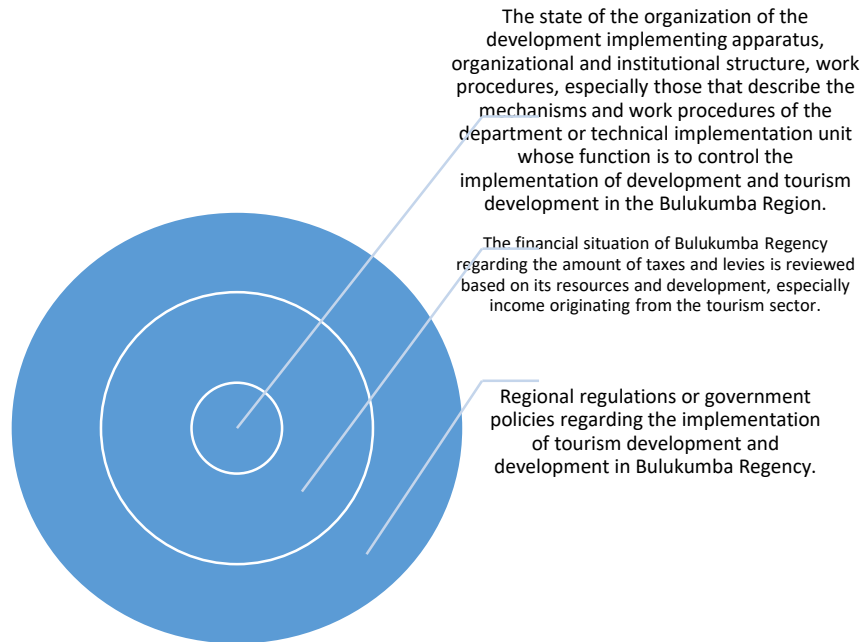 The state of the organization of the
development implementing apparatus,
organizational and institutional structure, work
procedures, especially those that describe the
mechanisms and work procedures of the
department or technical implementation unit
whose function is to control the
implementation of development and tourism
development in the Bulukumba Region.
The financial situation of Bulukumba Regency
regarding the amount of taxes and levies is reviewed
based on its resources and development, especially
income originating from the tourism sector.
Regional regulations or government
policies regarding the implementation
of tourism development and
development in Bulukumba Regency.